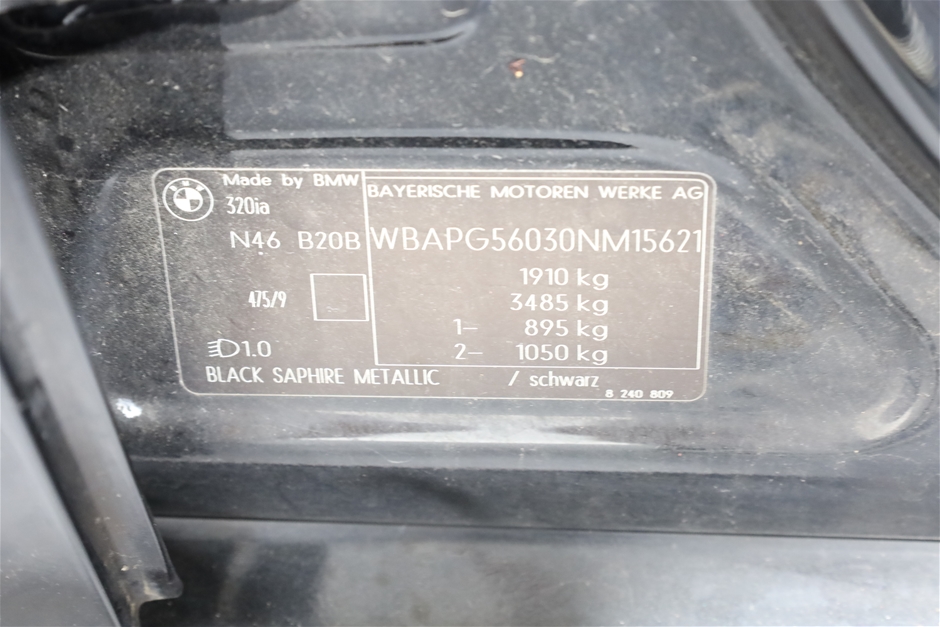 BMW
Made by BMW
320ia
N46 B20B
475/9
1.0
BAYERISCHE MOTOREN WERKE AG
WBAPG56030NM15621
1910 kg
3485 kg
1- 895 kg
2- 1050 kg
BLACK SAPHIRE METALLIC / schwarz
8 240 809